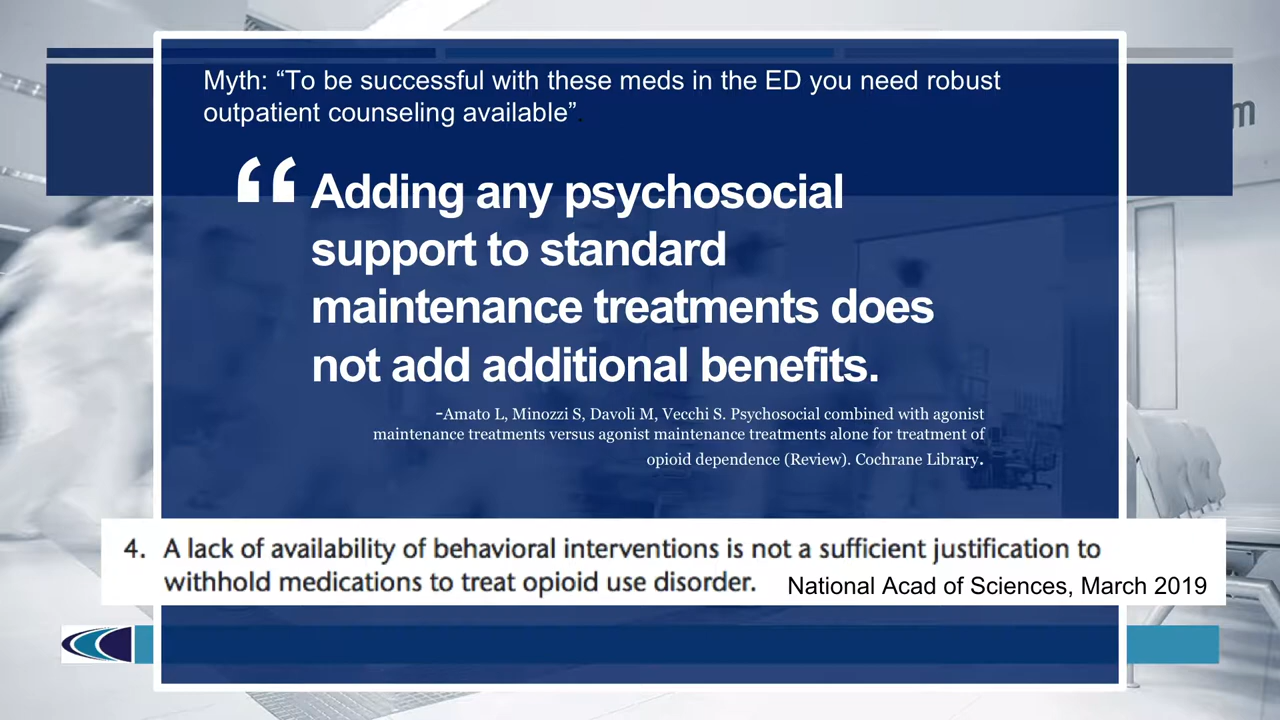 Myth: “To be successful with these meds in the ED you need robust
outpatient counseling available”.
m
“ Adding any psychosocial
support to standard
maintenance treatments does
not add additional benefits.
-Amato L, Minozzi S, Davoli M, Vecchi S. Psychosocial combined with agonist
maintenance treatments versus agonist maintenance treatments alone for treatment of
opioid dependence (Review). Cochrane Library.
4. A lack of availability of behavioral interventions is not a sufficient justification to
withhold medications to treat opioid use disorder. National Acad of Sciences, March 2019